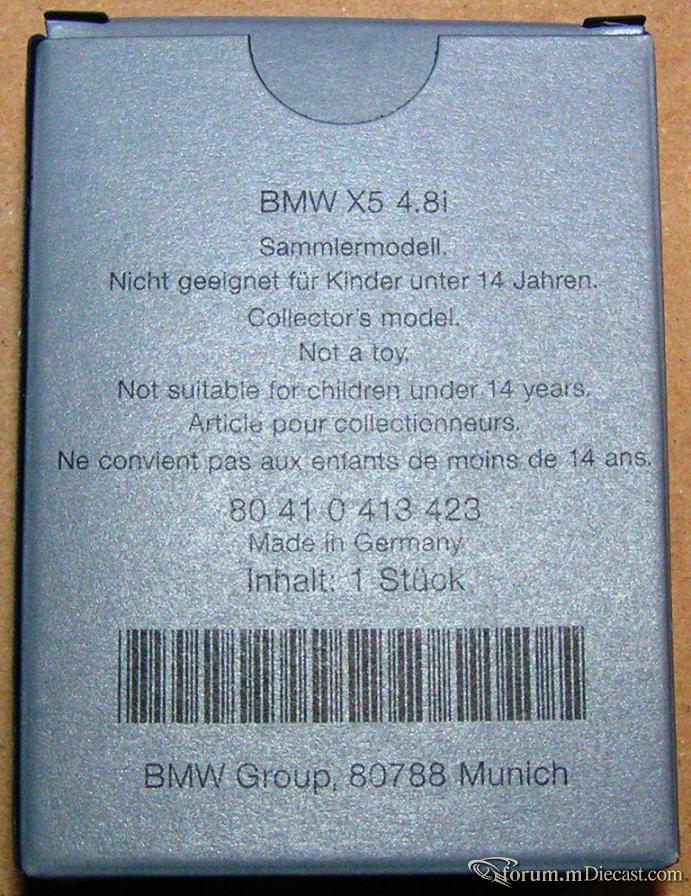 BMW X5 4.8i
Sammlermodell.
Nicht geeignet für Kinder unter 14 Jahren.
Collector's model.
Not a toy.
Not suitable for children under 14 years.
Article pour collectionneurs.
Ne convient pas aux enfants de moins de 14 ans.
80 41 0 413 423
Made in Germany
Inhalt: 1 Stück
BMW Group, 80788 Munich
forum.mDiecast.com